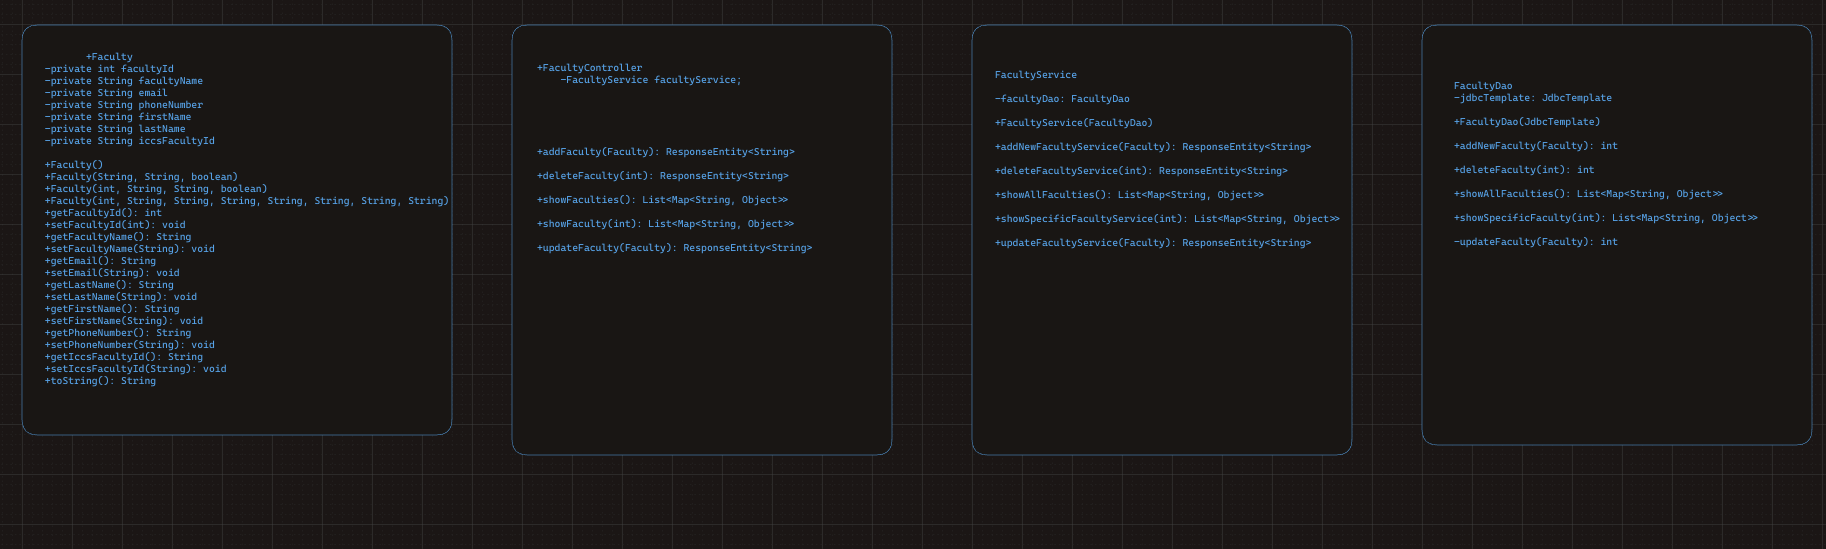 +Faculty
-private int facultyId
-private String facultyName
-private String email
-private String phoneNumber
-private String firstName
-private String lastName
-private String iccsFacultyId
+Faculty()
+Faculty(String, String, boolean)
+Faculty(int, String, String, boolean)
+Faculty(int, String, String, String, String, String, String, String)
+getFacultyId(): int
+setFacultyId(int): void
+getFacultyName(): String
+setFacultyName(String): void
+getEmail(): String
+setEmail(String): void
+getLastName(): String
+setLastName(String): void
+getFirstName(): String
+setFirstName(String): void
+getPhoneNumber(): String
+setPhoneNumber(String): void
+getIccsFacultyId(): String
+setIccsFacultyId(String): void
+toString(): String
+FacultyController
-FacultyService facultyService;
+addFaculty(Faculty): ResponseEntity<String>
+deleteFaculty(int): ResponseEntity<String>
+showFaculties(): List<Map<String, Object>>
+showFaculty(int): List<Map<String, Object>>
+updateFaculty(Faculty): ResponseEntity<String>
FacultyService
-facultyDao: FacultyDao
+FacultyService(FacultyDao)
+addNewFacultyService(Faculty): ResponseEntity<String>
+deleteFacultyService(int): ResponseEntity<String>
+showAllFaculties(): List<Map<String, Object>>
+showSpecificFacultyService(int): List<Map<String, Object>>
+updateFacultyService(Faculty): ResponseEntity<String>
FacultyDao
-jdbcTemplate: JdbcTemplate
+FacultyDao(JdbcTemplate)
+addNewFaculty(Faculty): int
+deleteFaculty(int): int
+showAllFaculties(): List<Map<String, Object>>
+showSpecificFaculty(int): List<Map<String, Object>>
-updateFaculty(Faculty): int